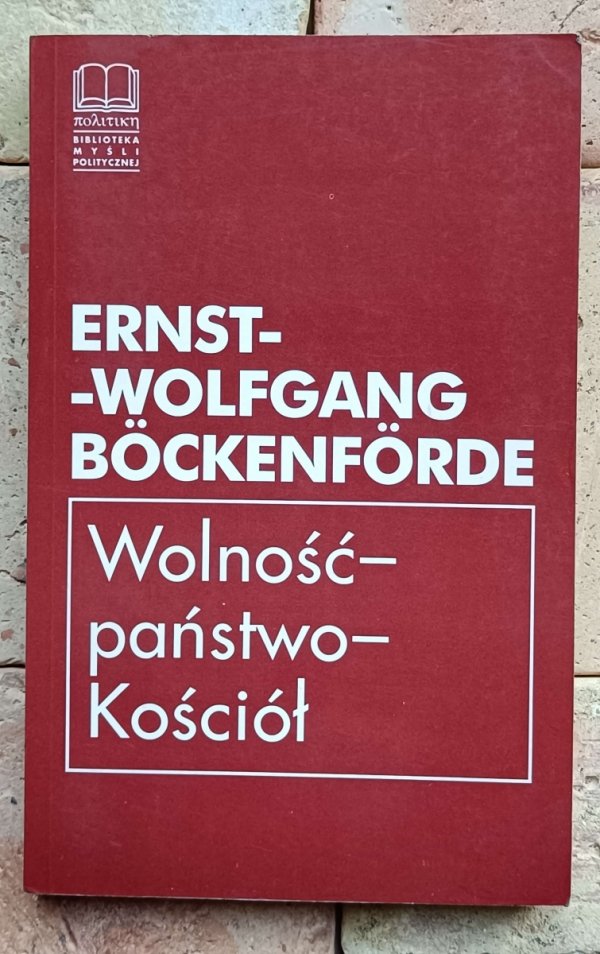 πολιτικη
BIBLIOTEKA
MYŚLI
POLITYCZNEJ
ERNST-
-WOLFGANG
BÖCKENFÖRDE
Wolność–
państwo–
Kościół